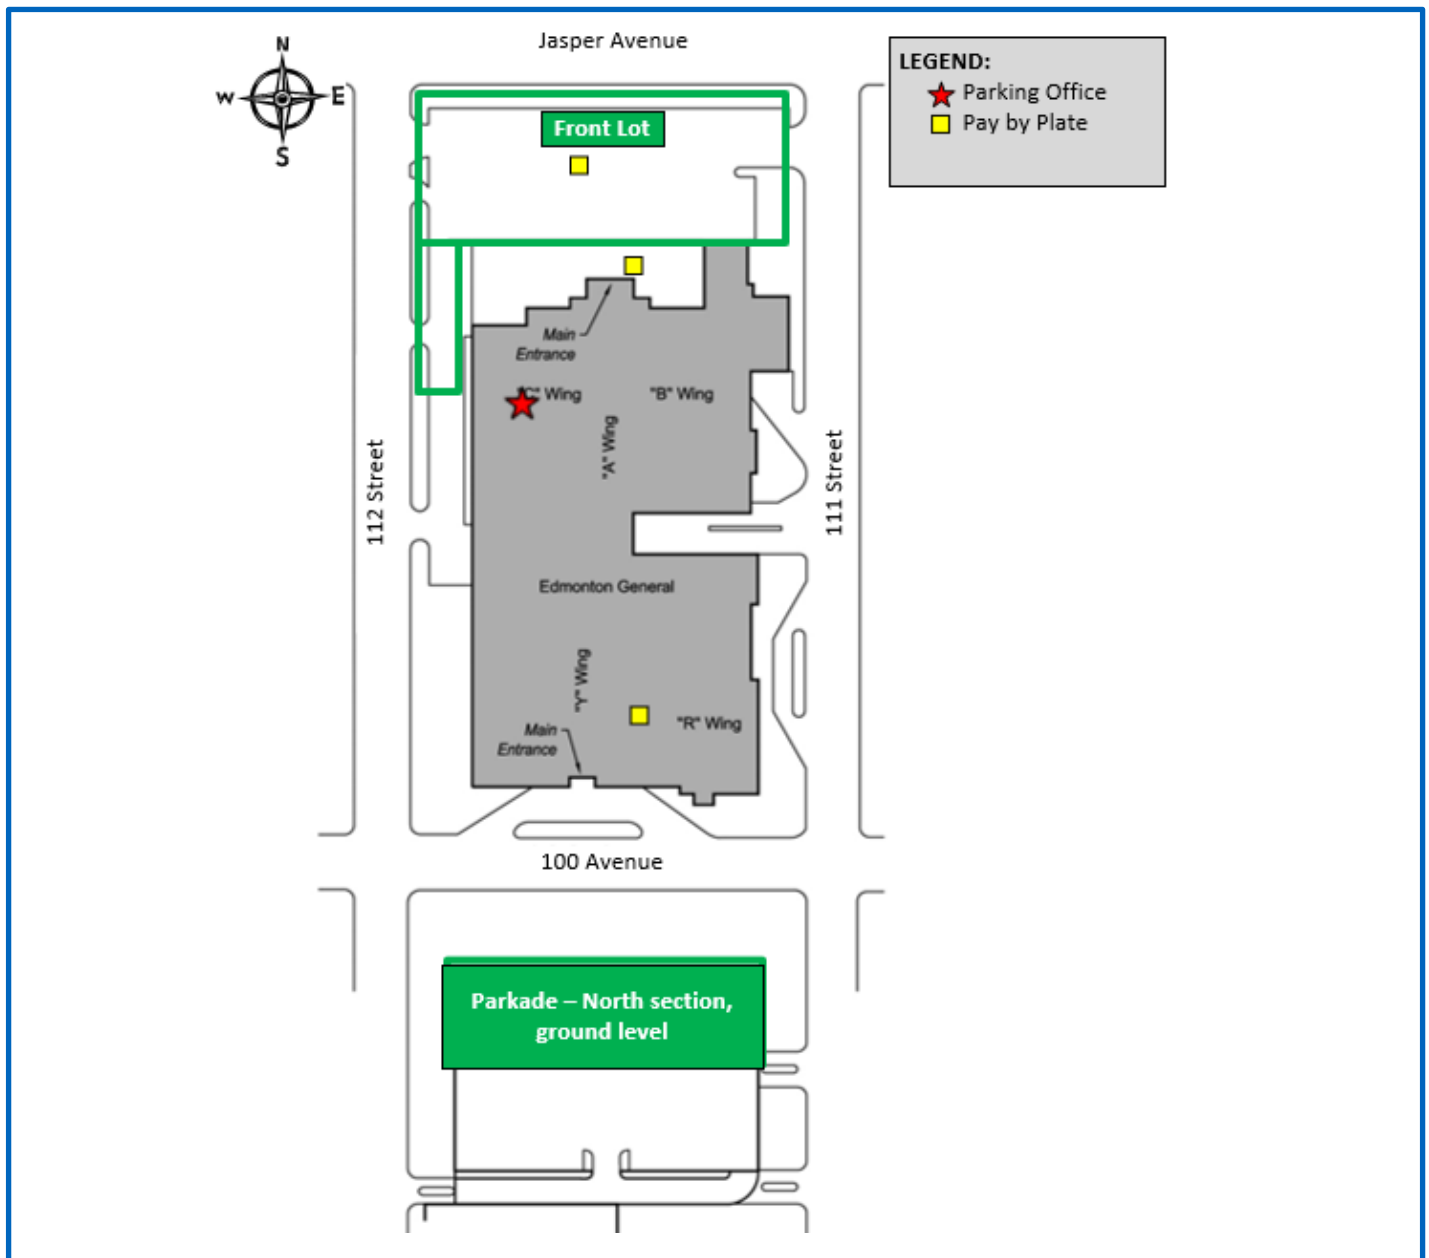 Jasper Avenue
N
W
E
S
LEGEND:
Parking Office
Pay by Plate
Front Lot
Main
Entrance
"C" Wing
"B" Wing
"A" Wing
112 Street
111 Street
Edmonton General
"Y" Wing
"R" Wing
Main
Entrance
100 Avenue
Parkade – North section,
ground level